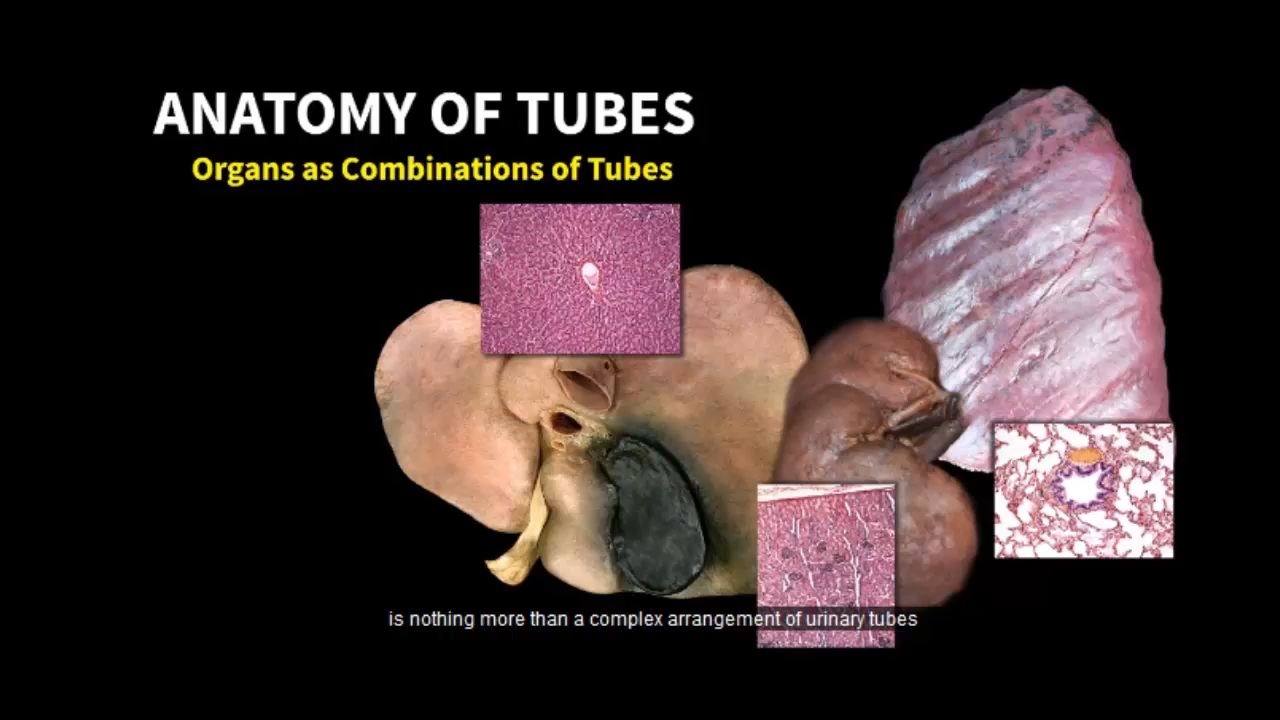 ANATOMY OF TUBES
Organs as Combinations of Tubes
is nothing more than a complex arrangement of urinary tubes